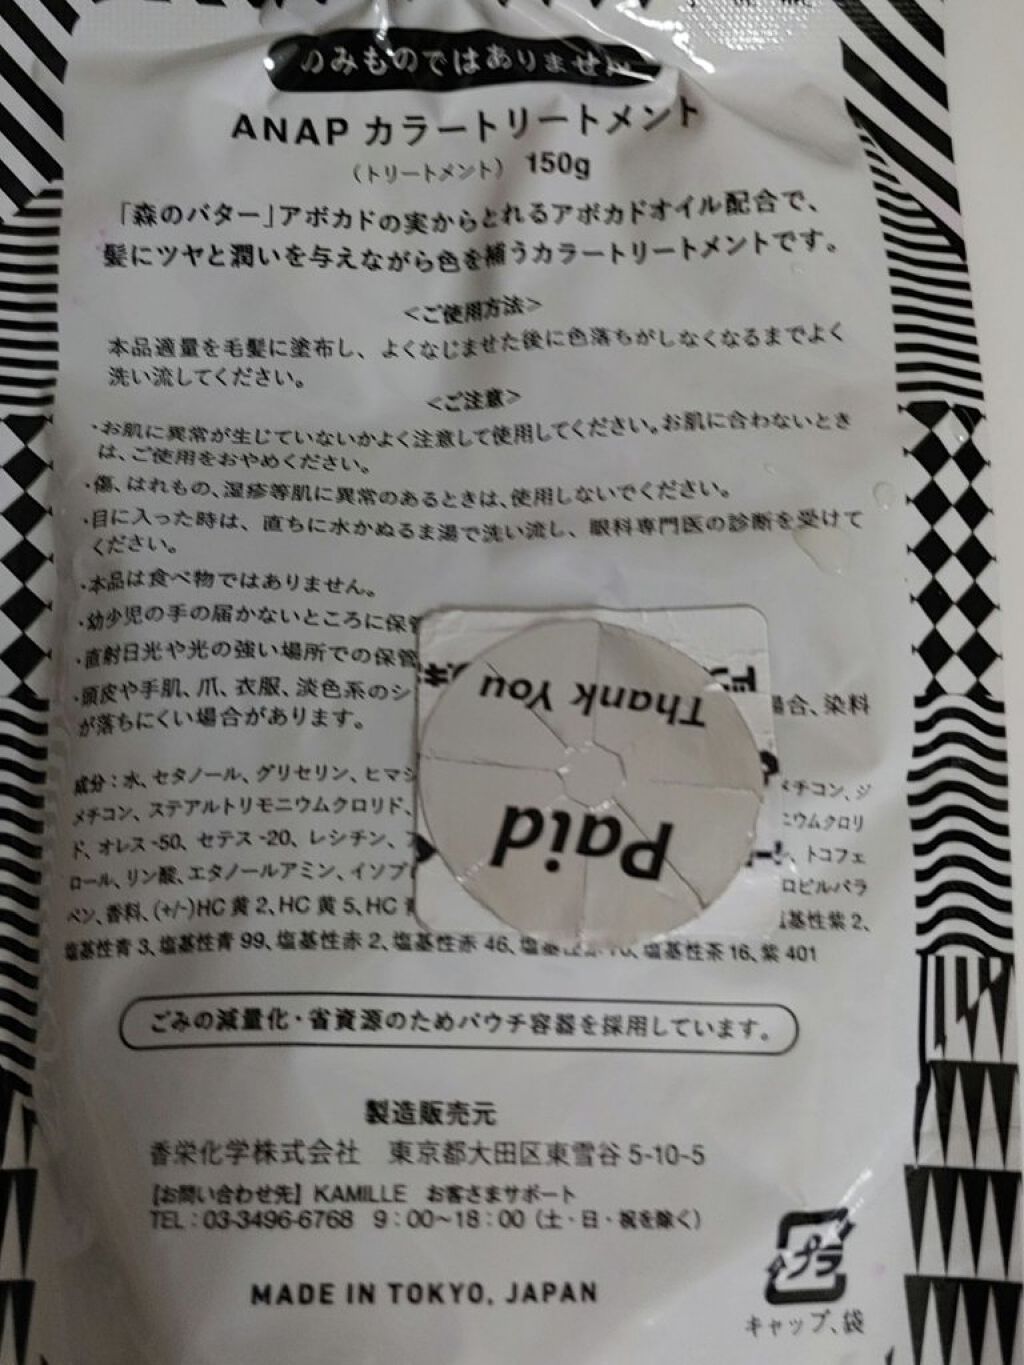 のみものではありません
ANAP カラートリートメント
(トリートメント) 150g
「森のバター」アボカドの実からとれるアボカドオイル配合で、
髪にツヤと潤いを与えながら色を補うカラートリートメントです。
<ご使用方法>
本品適量を毛髪に塗布し、よくなじませた後に色落ちがしなくなるまでよく
洗い流してください。
<ご注意>
・お肌に異常が生じていないかよく注意して使用してください。お肌に合わないとき
は、ご使用をおやめください。
・傷、はれもの、湿疹等肌に異常のあるときは、使用しないでください。
・目に入った時は、直ちに水かぬるま湯で洗い流し、眼科専門医の診断を受けて
ください。
・本品は食べ物ではありません。
・幼少児の手の届かないところに保管
・直射日光や光の強い場所での保管
・頭皮や手肌、爪、衣服、淡色系のシ 場合、染料
が落ちにくい場合があります。
Thank You
Paid
成分:水、セタノール、グリセリン、ヒマシ メチコン、ジ
メチコン、ステアルトリモニウムクロリド、 ニウムクロリ
ド、オレス-50、セテス-20、レシチン、 、トコフェ
ロール、リン酸、エタノールアミン、イソプ ロピルパラ
ベン、香料、(+/-)HC 黄 2、HC 黄 5、HC 青 塩基性紫 2、
塩基性青 3、塩基性青 99、塩基性赤 2、塩基性赤 46、塩基性茶 16、紫 401
ごみの減量化・省資源のためパウチ容器を採用しています。
製造販売元
香栄化学株式会社 東京都大田区東雪谷 5-10-5
【お問い合わせ先】KAMILLE お客さまサポート
TEL:03-3496-6768 9:00~18:00(土・日・祝を除く)
MADE IN TOKYO, JAPAN
プラ
キャップ、袋